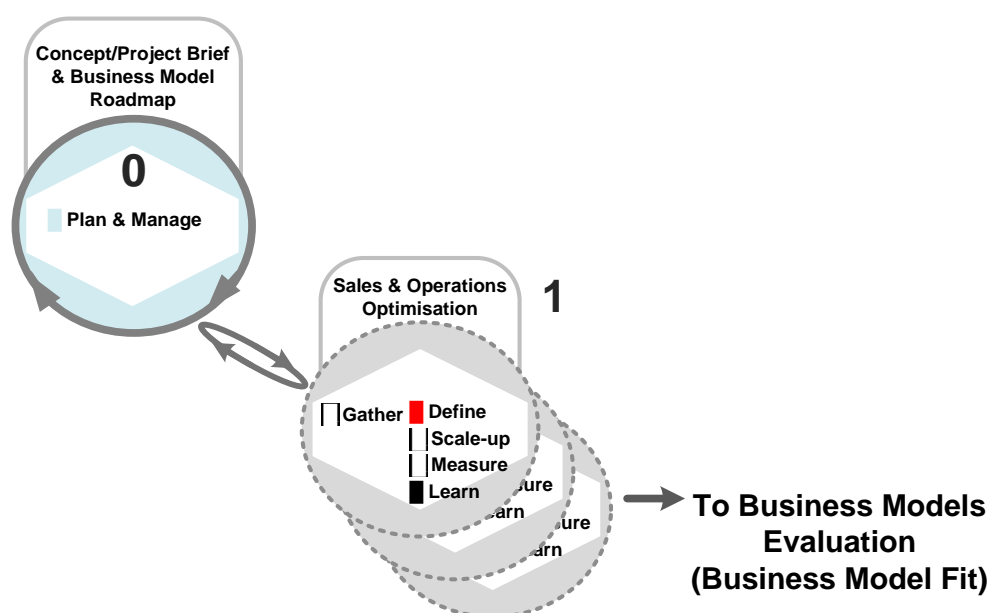 Concept/Project Brief
& Business Model
Roadmap
0
Plan & Manage
Sales & Operations
Optimisation
1
Gather
Define
Scale-up
Measure
Learn
To Business Models
Evaluation
(Business Model Fit)